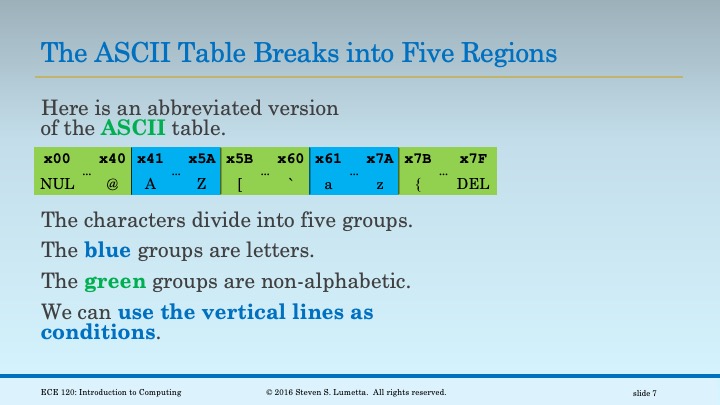 The ASCII Table Breaks into Five Regions
Here is an abbreviated version
of the ASCII table.
x00 x40 x41 x5A x5B x60 x61 x7A x7B x7F
NUL … @ A … Z [ … ` a … z { … DEL
The characters divide into five groups.
The blue groups are letters.
The green groups are non-alphabetic.
We can use the vertical lines as
conditions.
ECE 120: Introduction to Computing © 2016 Steven S. Lumetta. All rights reserved. slide 7